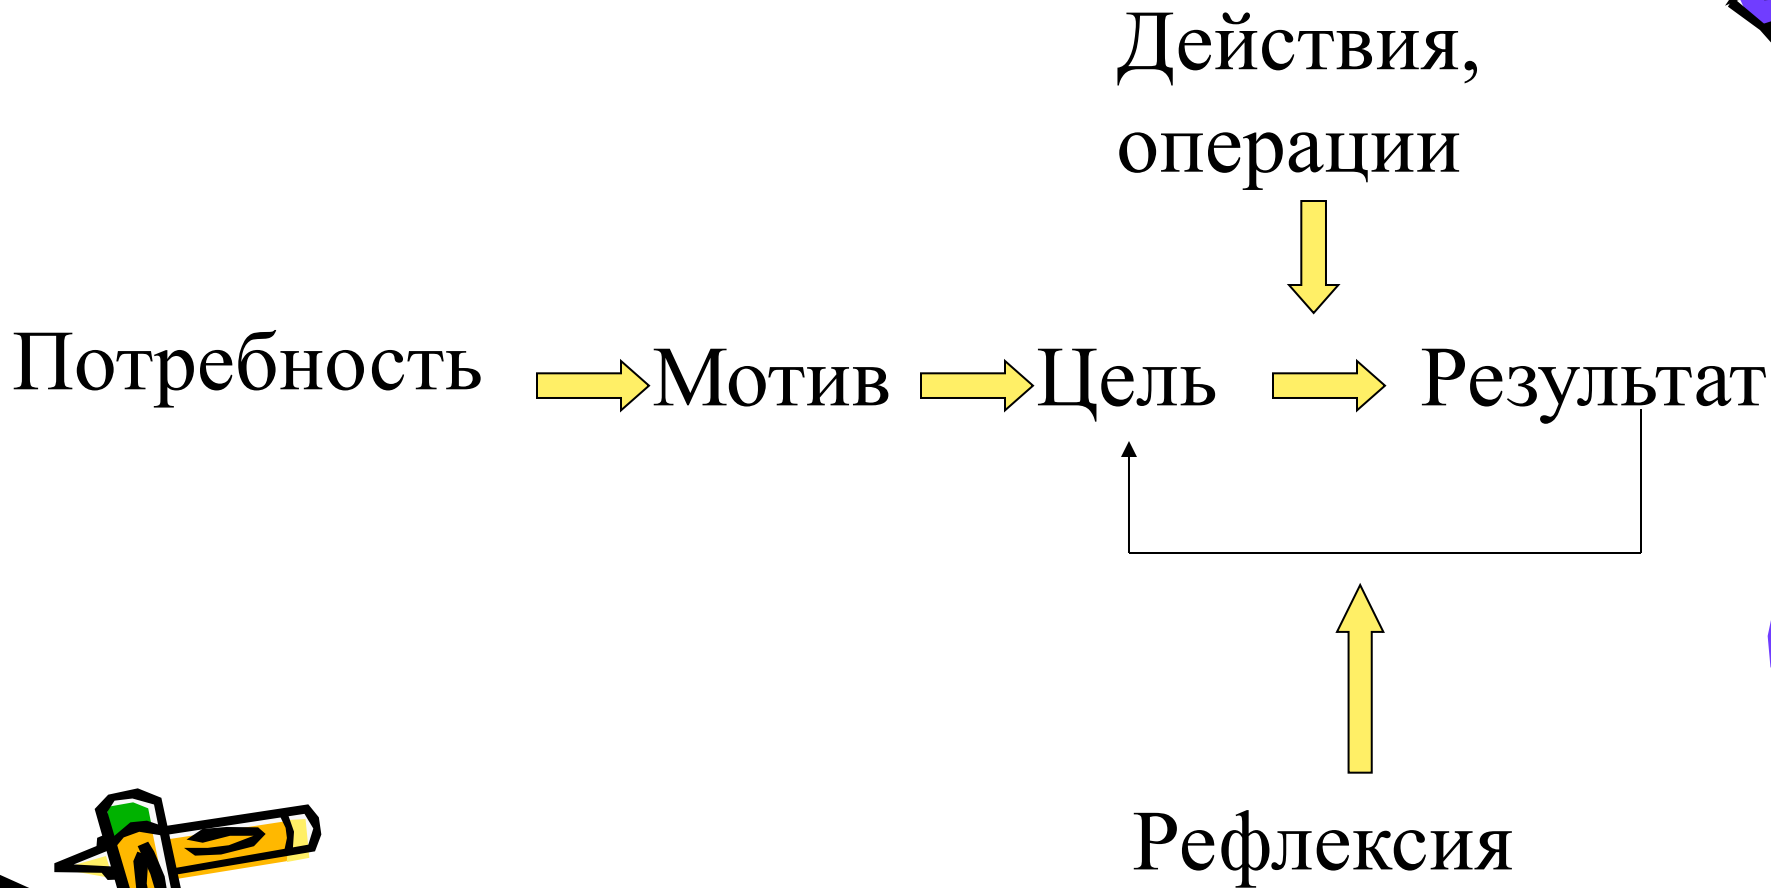 Действия,
операции
Потребность
Мотив
Цель
Результат
Рефлексия